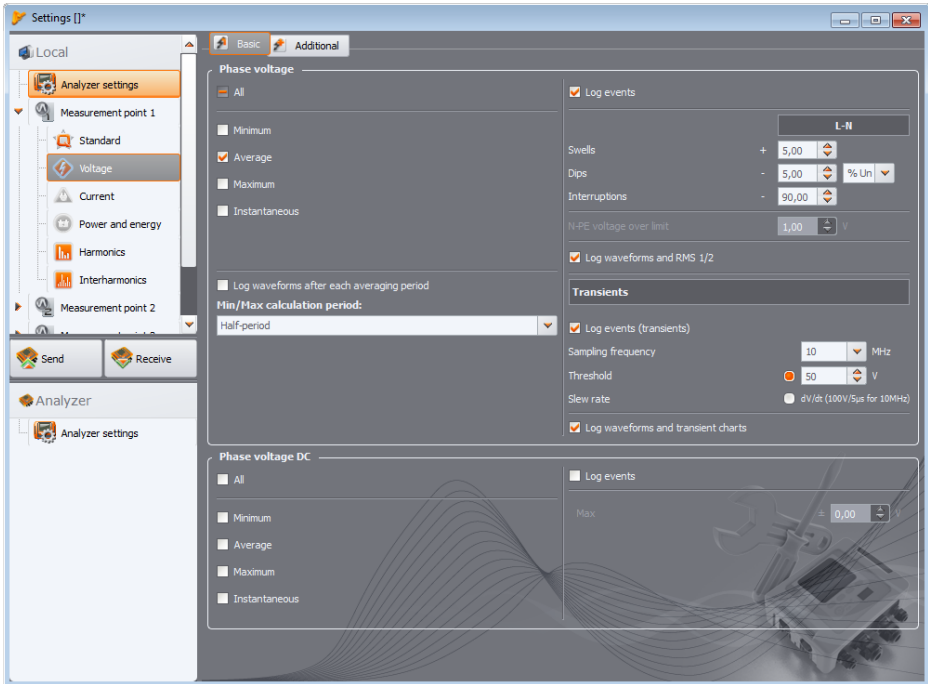 Settings []*
Local
Analyzer settings
Measurement point 1
Standard
Voltage
Current
Power and energy
Harmonics
Interharmonics
Measurement point 2
Send
Receive
Analyzer
Analyzer settings
Basic
Additional
Phase voltage
All
Minimum
Average
Maximum
Instantaneous
Log waveforms after each averaging period
Min/Max calculation period:
Half-period
Log events
L-N
Swells + 5,00
Dips - 5,00 % Un
Interruptions - 90,00
N-PE voltage over limit 1,00 V
Log waveforms and RMS 1/2
Transients
Log events (transients)
Sampling frequency 10 MHz
Threshold 50 V
Slew rate dV/dt (100V/5µs for 10MHz)
Log waveforms and transient charts
Phase voltage DC
All
Minimum
Average
Maximum
Instantaneous
Log events
Max ± 0,00 V